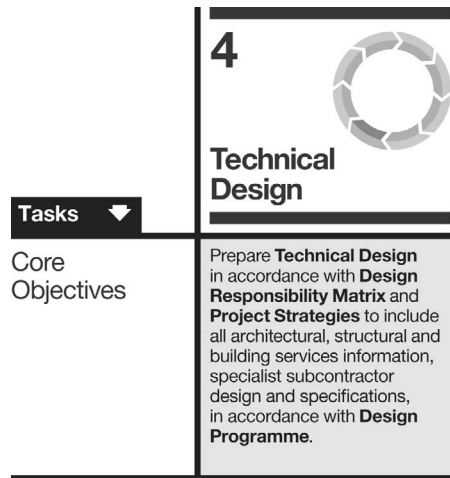 4
Technical
Design
Tasks
Core
Objectives
Prepare Technical Design
in accordance with Design
Responsibility Matrix and
Project Strategies to include
all architectural, structural and
building services information,
specialist subcontractor
design and specifications,
in accordance with Design
Programme.